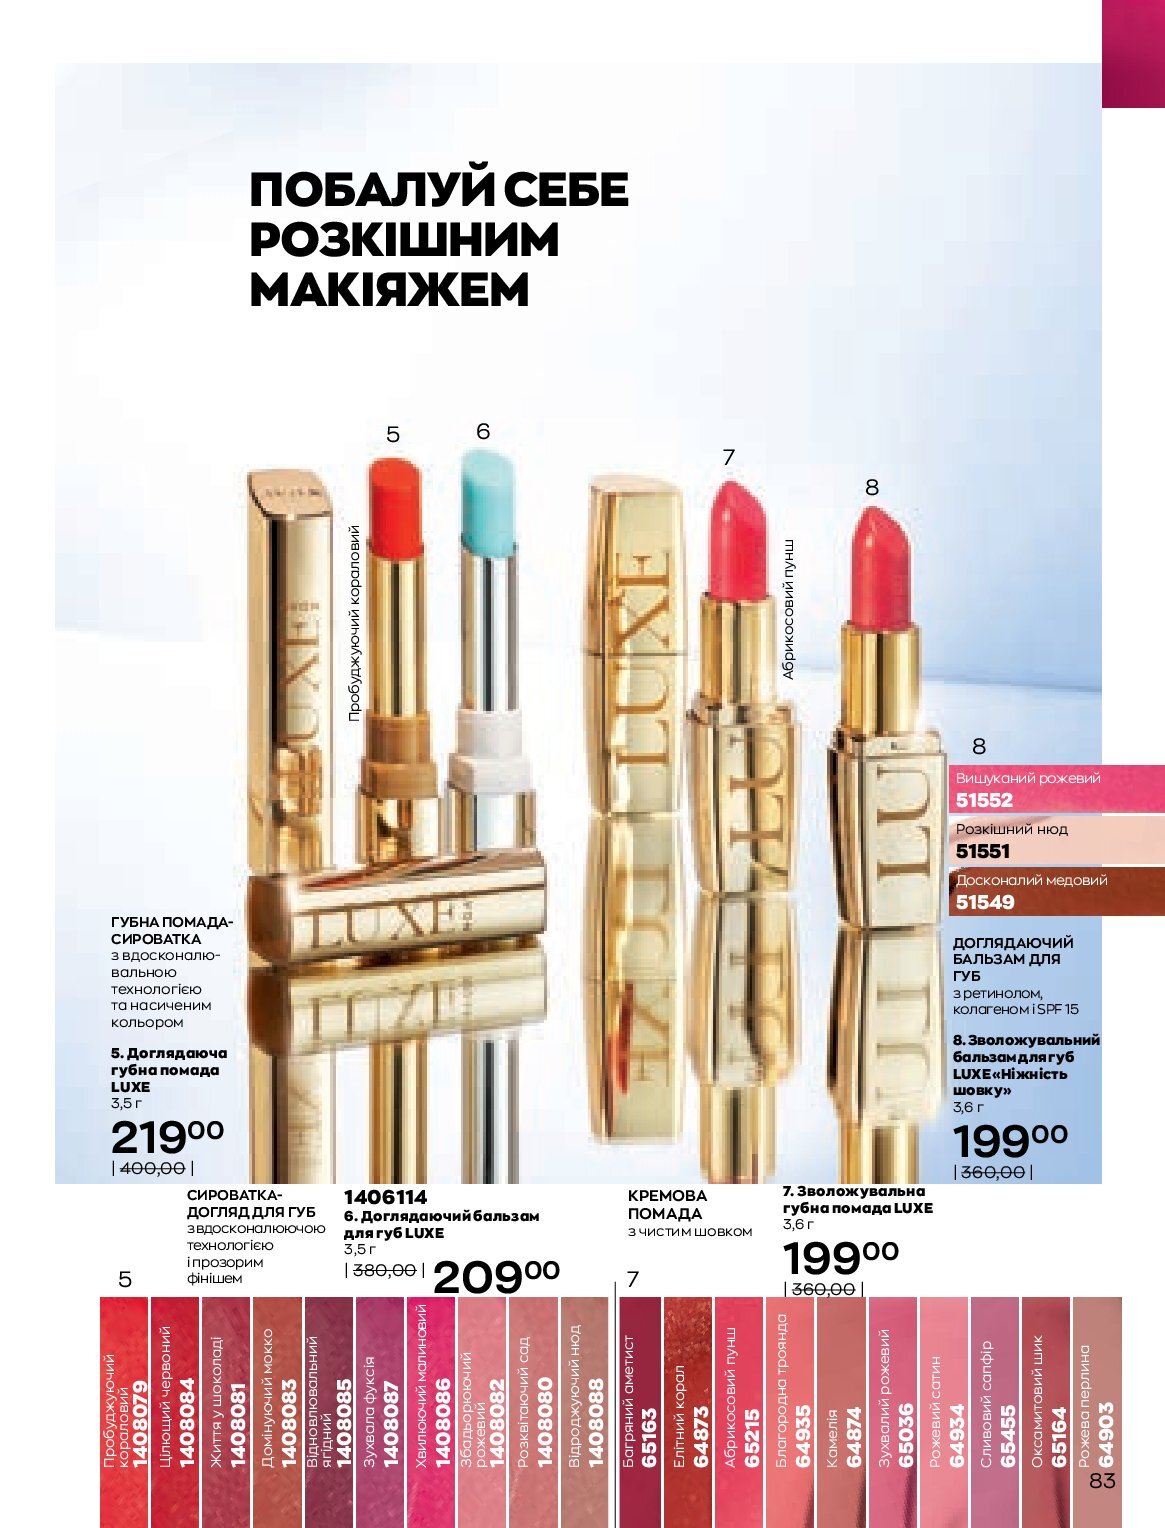 ПОБАЛУЙ СЕБЕ
РОЗКІШНИМ
МАКІЯЖЕМ
5
6
7
8
Пробуджуючий кораловий
Абрикосовий пунш
LUXE
LUXE
LUXE
8
Вишуканий рожевий
51552
Розкішний нюд
51551
Досконалий медовий
51549
ГУБНА ПОМАДА-
СИРОВАТКА
з вдосконалю-
вальною
технологією
та насиченим
кольором
5. Доглядаюча
губна помада
LUXE
3,5 г
21900
| 400,00 |
ДОГЛЯДАЮЧИЙ
БАЛЬЗАМ ДЛЯ
ГУБ
з ретинолом,
колагеном і SPF 15
8. Зволожувальний
бальзам для губ
LUXE «Ніжність
шовку»
3,6 г
19900
| 360,00 |
СИРОВАТКА-
ДОГЛЯД ДЛЯ ГУБ
з вдосконалюючою
технологією
і прозорим
фінішем
1406114
6. Доглядаючий бальзам
для губ LUXE
3,5 г
| 380,00 | 20900
КРЕМОВА
ПОМАДА
з чистим шовком
7. Зволожувальна
губна помада LUXE
3,6 г
19900
| 360,00 |
5
Пробуджуючий
кораловий
1408079
Цілющий червоний
1408084
Життя у шоколаді
1408081
Домінуючий мокко
1408083
Відновлювальний
ягідний
1408085
Зухвала фуксія
1408087
Хвилюючий малиновий
1408086
Збадьорюючий
рожевий
1408082
Розквітаючий сад
1408080
Відроджуючий нюд
1408088
7
Багряний аметист
65163
Елітний корал
64873
Абрикосовий пунш
65215
Благородна троянда
64935
Камелія
64874
Зухвалий рожевий
65036
Рожевий сатин
64934
Сливовий сапфір
65455
Оксамитовий шик
65164
Рожева перлина
64903
83